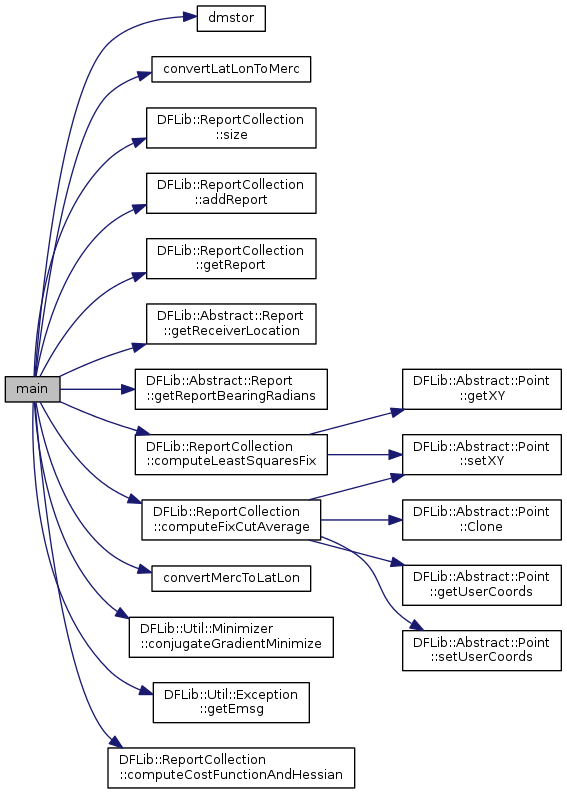 main
dmstor
convertLatLonToMerc
DFLib::ReportCollection
::size
DFLib::ReportCollection
::addReport
DFLib::ReportCollection
::getReport
DFLib::Abstract::Report
::getReceiverLocation
DFLib::Abstract::Report
::getReportBearingRadians
DFLib::ReportCollection
::computeLeastSquaresFix
DFLib::ReportCollection
::computeFixCutAverage
convertMercToLatLon
DFLib::Util::Minimizer
::conjugateGradientMinimize
DFLib::Util::Exception
::getEmsg
DFLib::ReportCollection
::computeCostFunctionAndHessian
DFLib::Abstract::Point
::getXY
DFLib::Abstract::Point
::setXY
DFLib::Abstract::Point
::Clone
DFLib::Abstract::Point
::getUserCoords
DFLib::Abstract::Point
::setUserCoords